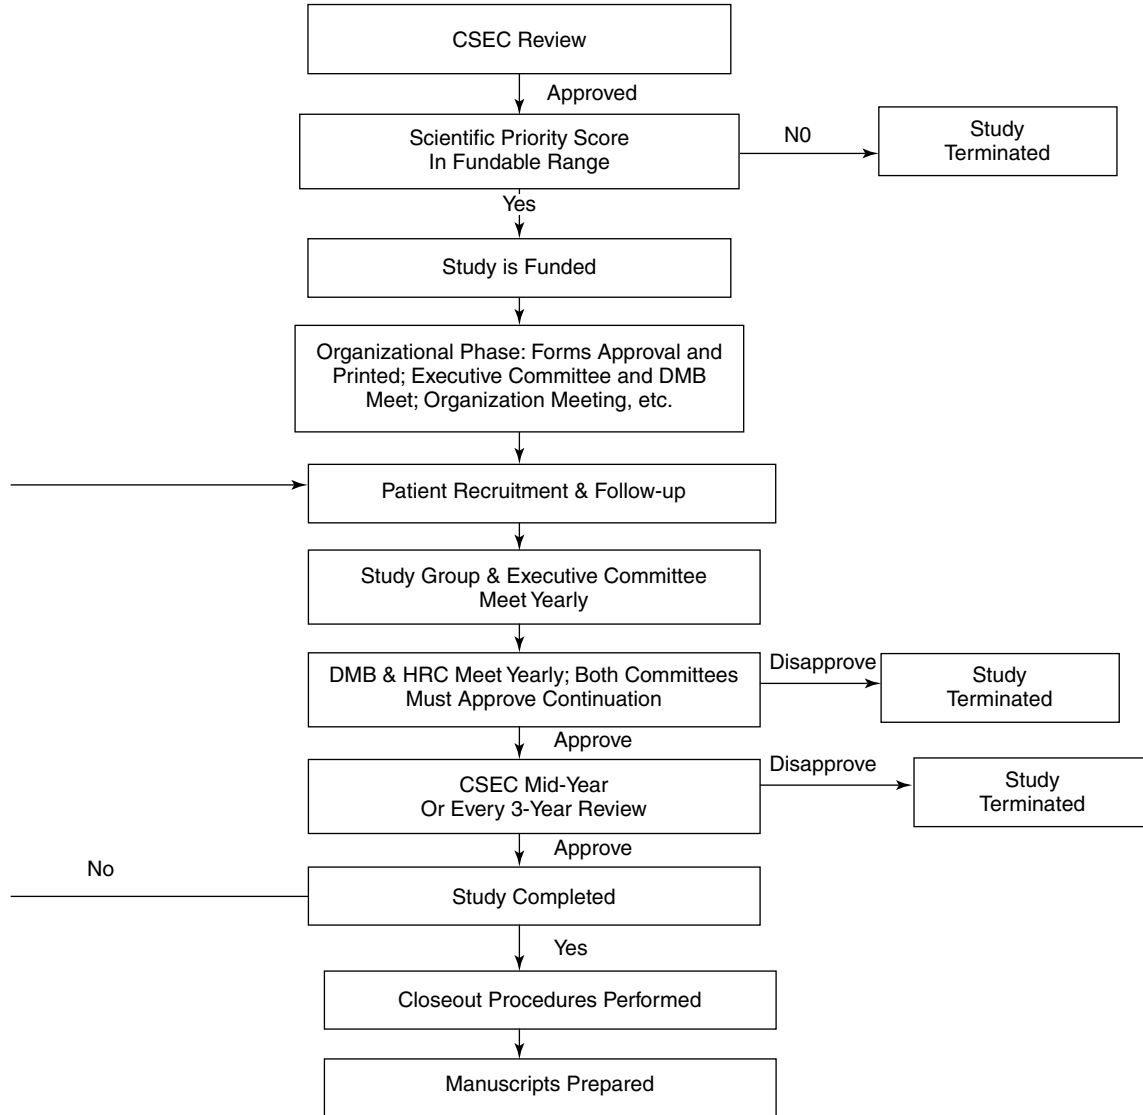 CSEC Review
Approved
Scientific Priority Score
In Fundable Range
N0
Study
Terminated
Yes
Study is Funded
Organizational Phase: Forms Approval and
Printed; Executive Committee and DMB
Meet; Organization Meeting, etc.
Patient Recruitment & Follow-up
Study Group & Executive Committee
Meet Yearly
DMB & HRC Meet Yearly; Both Committees
Must Approve Continuation
Disapprove
Study
Terminated
Approve
CSEC Mid-Year
Or Every 3-Year Review
Disapprove
Study
Terminated
Approve
No
Study Completed
Yes
Closeout Procedures Performed
Manuscripts Prepared